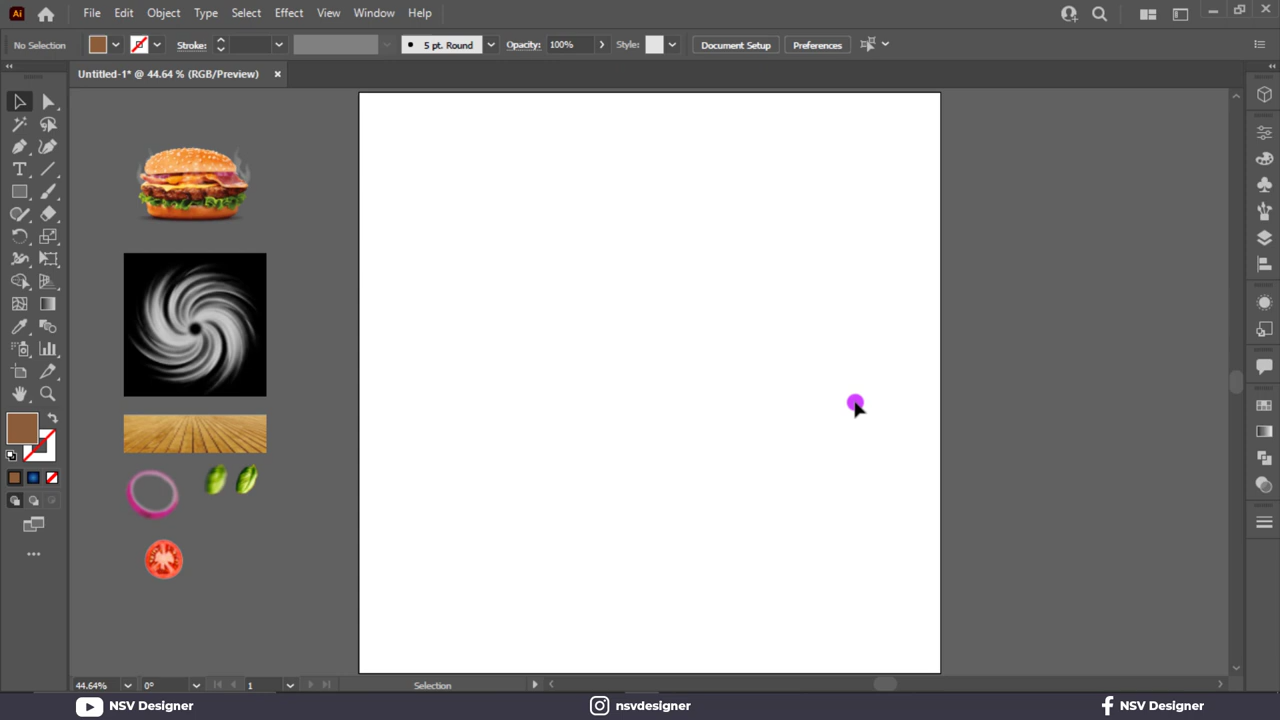 Ai File Edit Object Type Select Effect View Window Help
No Selection Stroke: 5 pt. Round Opacity: 100% Style: Document Setup Preferences
Untitled-1* @ 44.64 % (RGB/Preview)
44.64% 0° 1 Selection
NSV Designer nsvdesigner NSV Designer